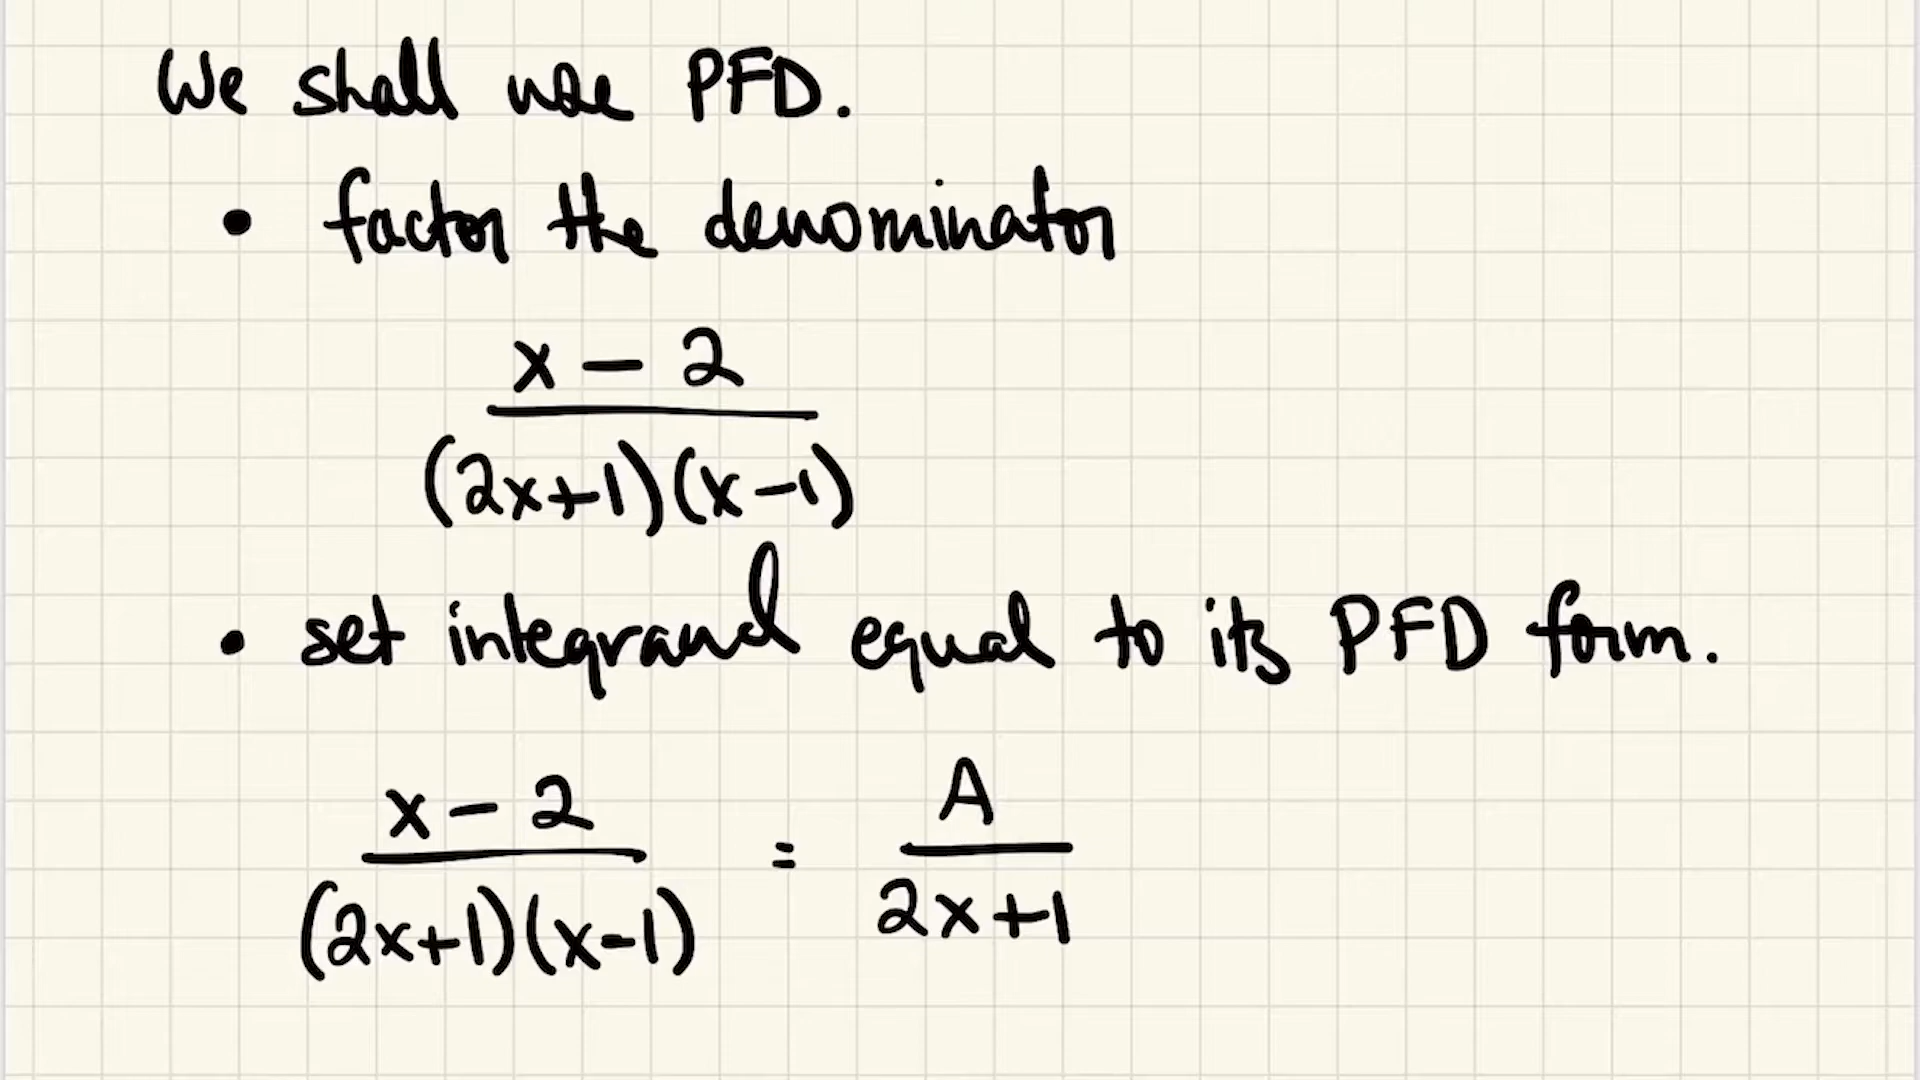 We shall use PFD.
• factor the denominator
x - 2
(2x+1)(x-1)
• set integrand equal to its PFD form.
x - 2 / (2x+1)(x-1) = A / 2x+1